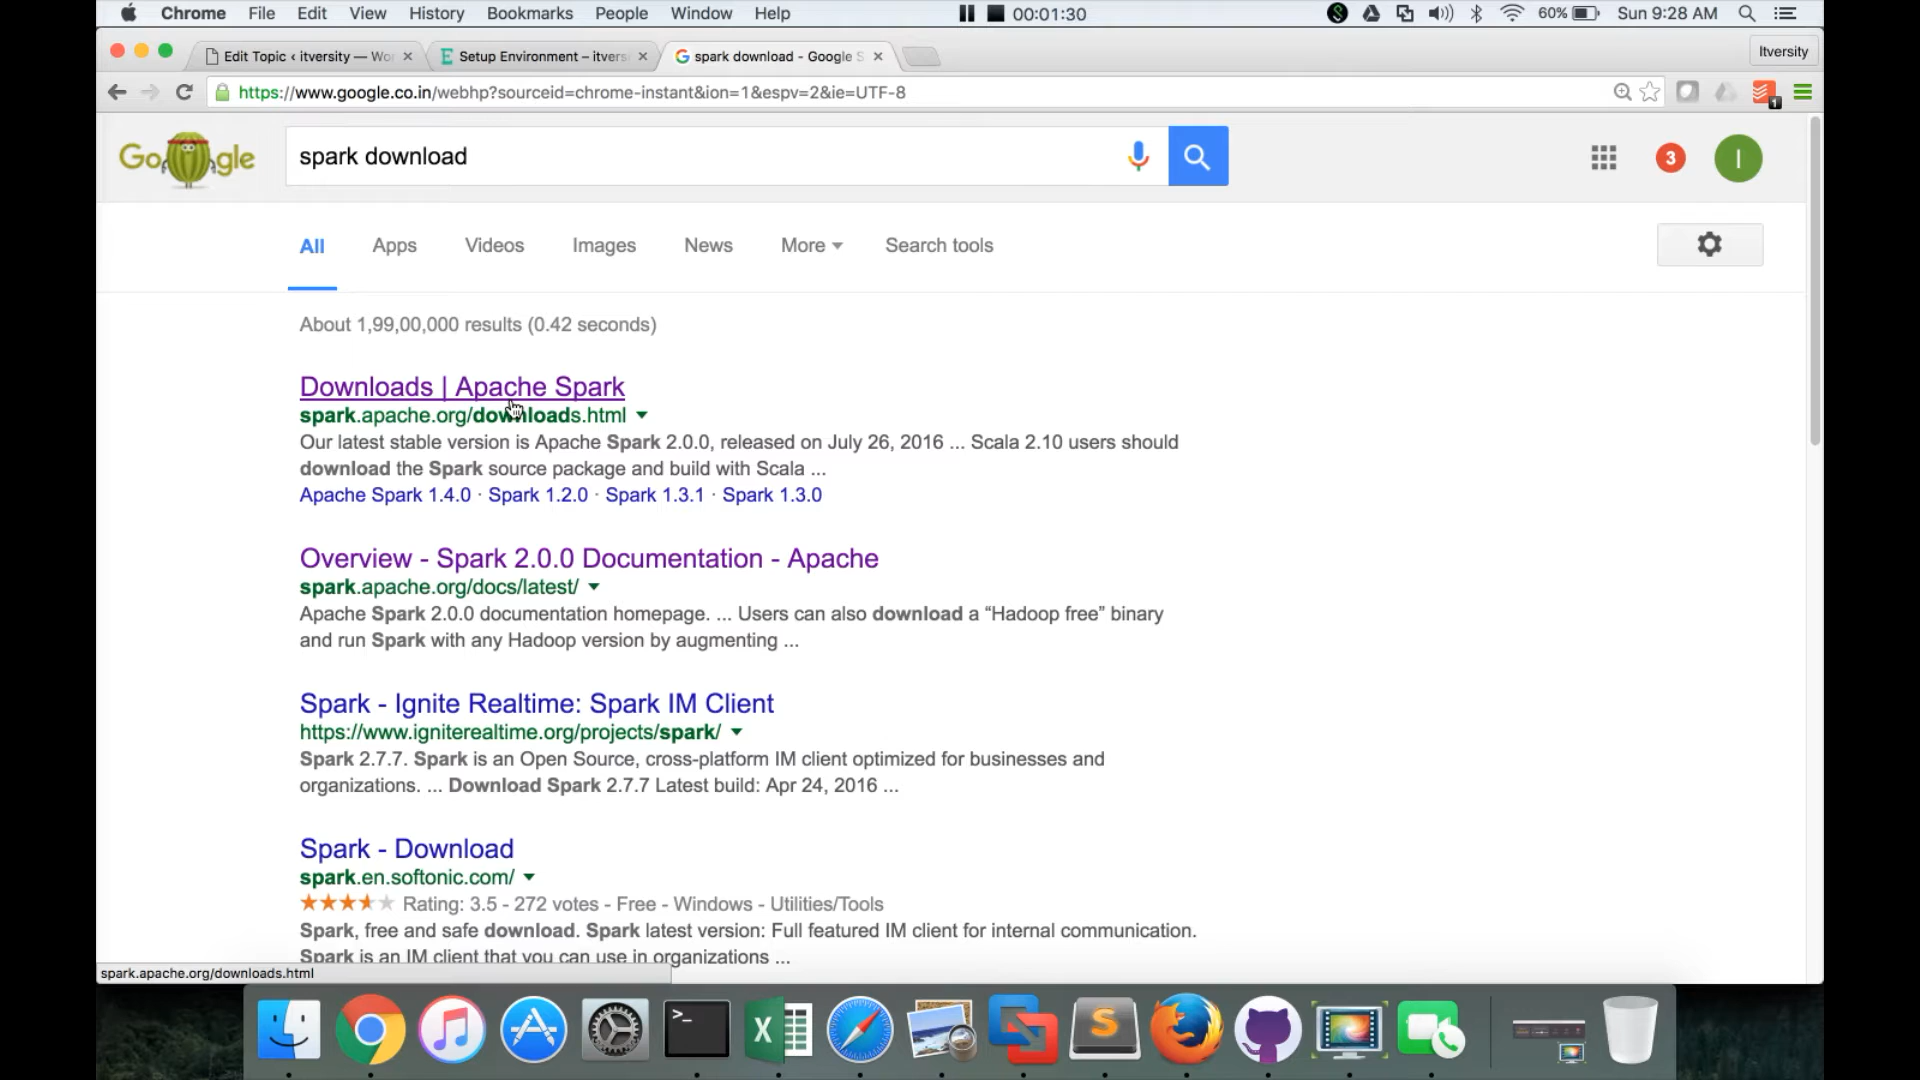 Chrome File Edit View History Bookmarks People Window Help 00:01:30 60% Sun 9:28 AM
Edit Topic ‹ itversity — Wor Setup Environment – itvers spark download - Google S Itversity
https://www.google.co.in/webhp?sourceid=chrome-instant&ion=1&espv=2&ie=UTF-8 1
Google spark download 3 I
All Apps Videos Images News More Search tools
About 1,99,00,000 results (0.42 seconds)
Downloads | Apache Spark
spark.apache.org/downloads.html
Our latest stable version is Apache Spark 2.0.0, released on July 26, 2016 ... Scala 2.10 users should
download the Spark source package and build with Scala ...
Apache Spark 1.4.0 · Spark 1.2.0 · Spark 1.3.1 · Spark 1.3.0
Overview - Spark 2.0.0 Documentation - Apache
spark.apache.org/docs/latest/
Apache Spark 2.0.0 documentation homepage. ... Users can also download a “Hadoop free” binary
and run Spark with any Hadoop version by augmenting ...
Spark - Ignite Realtime: Spark IM Client
https://www.igniterealtime.org/projects/spark/
Spark 2.7.7. Spark is an Open Source, cross-platform IM client optimized for businesses and
organizations. ... Download Spark 2.7.7 Latest build: Apr 24, 2016 ...
Spark - Download
spark.en.softonic.com/
Rating: 3.5 - 272 votes - Free - Windows - Utilities/Tools
Spark, free and safe download. Spark latest version: Full featured IM client for internal communication.
Spark is an IM client that you can use in organizations ...
spark.apache.org/downloads.html